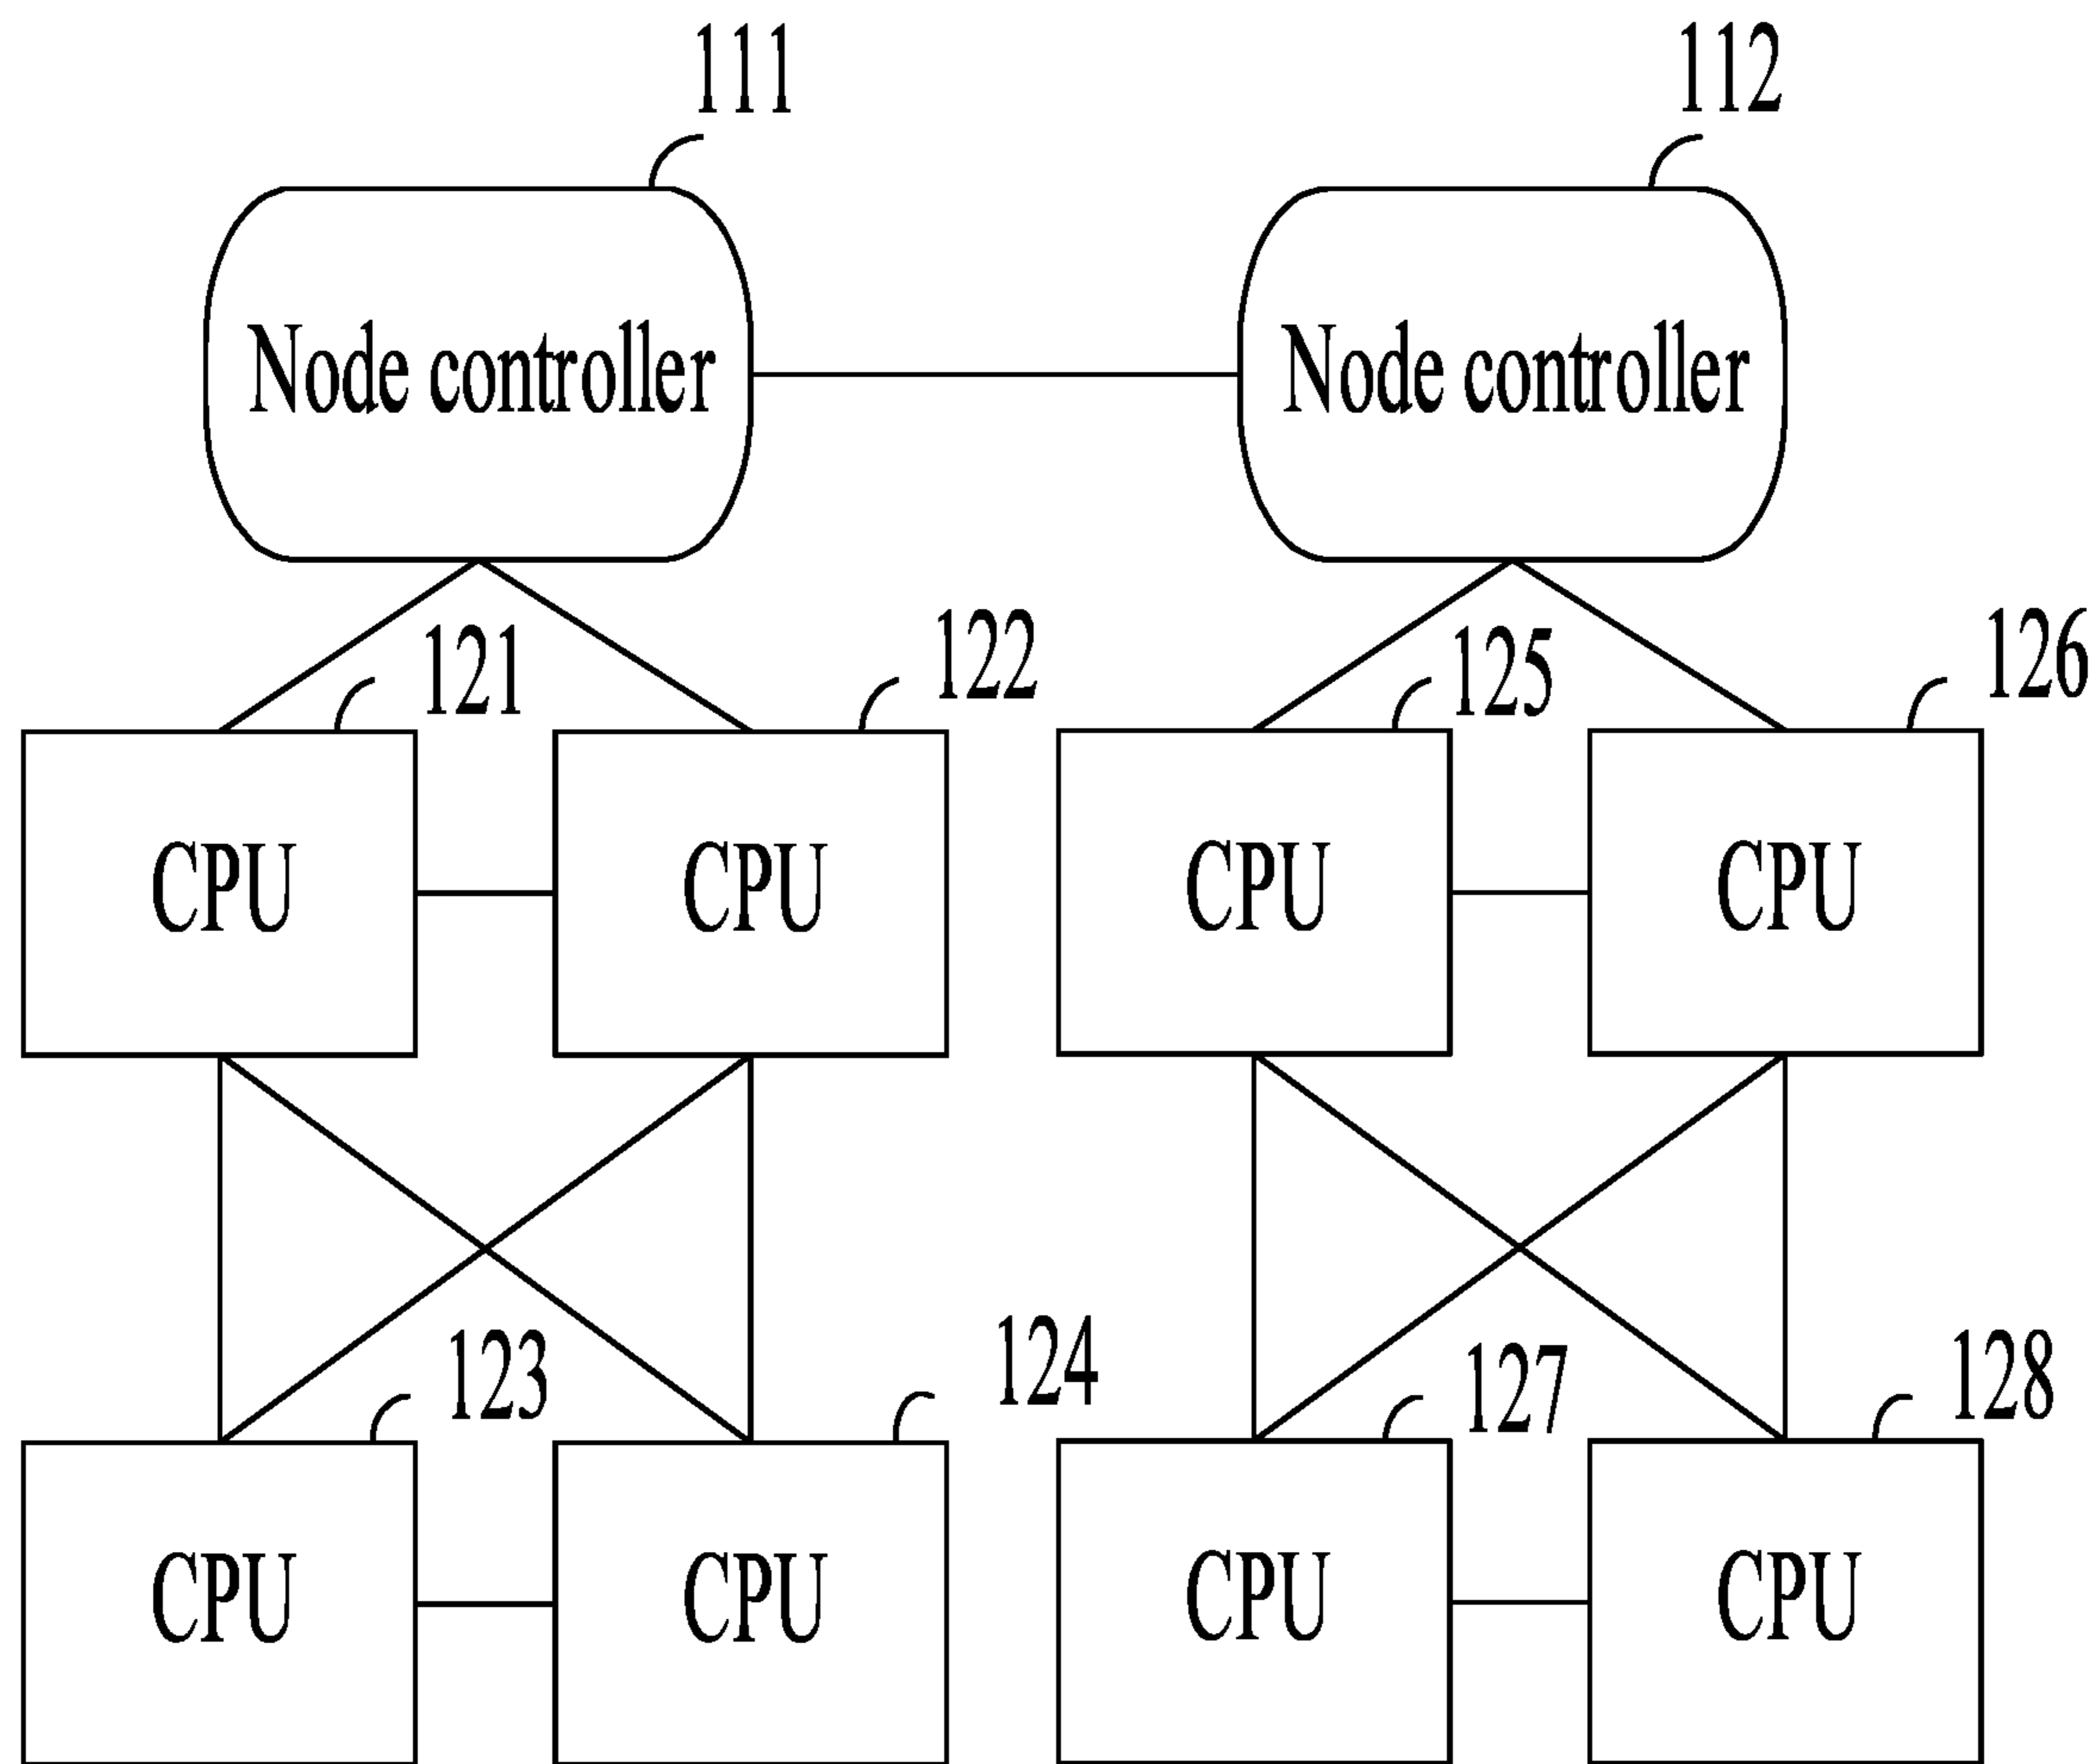 111
112
Node controller
Node controller
121
122
125
126
CPU
CPU
CPU
CPU
123
124
127
128
CPU
CPU
CPU
CPU